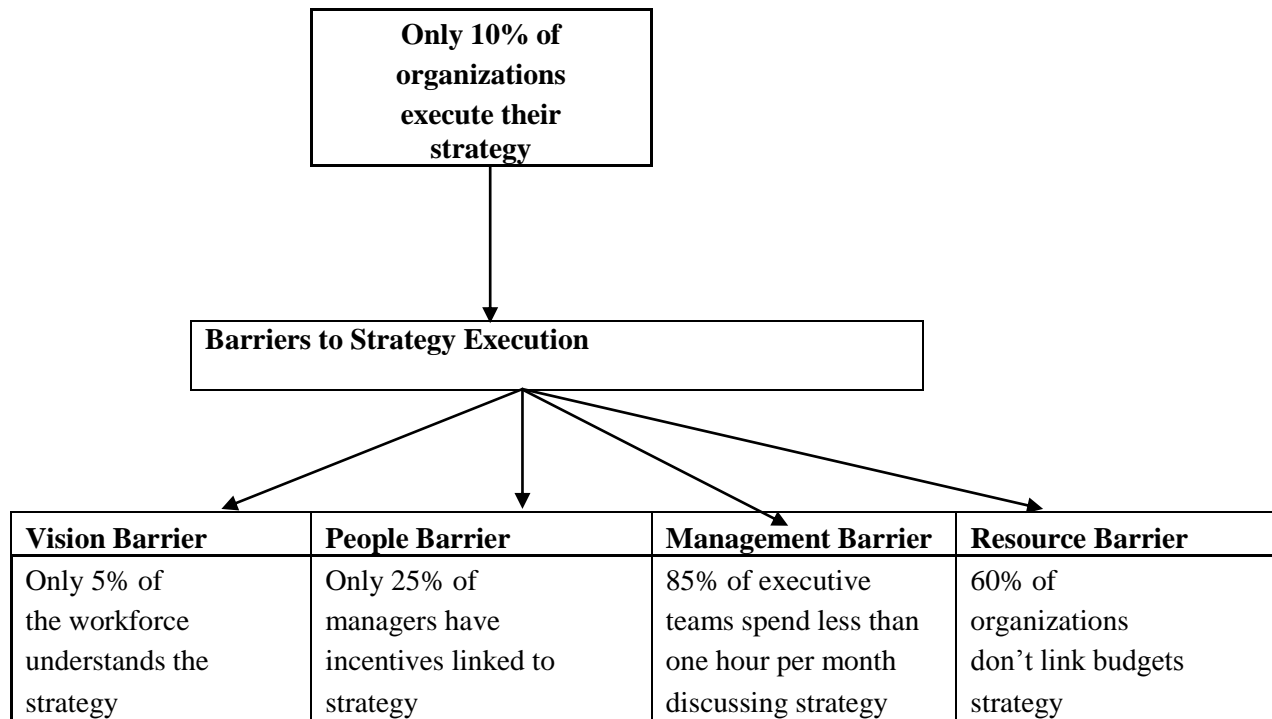 Only 10% of
organizations
execute their
strategy
Barriers to Strategy Execution
Vision Barrier
Only 5% of
the workforce
understands the
strategy
People Barrier
Only 25% of
managers have
incentives linked to
strategy
Management Barrier
85% of executive
teams spend less than
one hour per month
discussing strategy
Resource Barrier
60% of
organizations
don’t link budgets
strategy